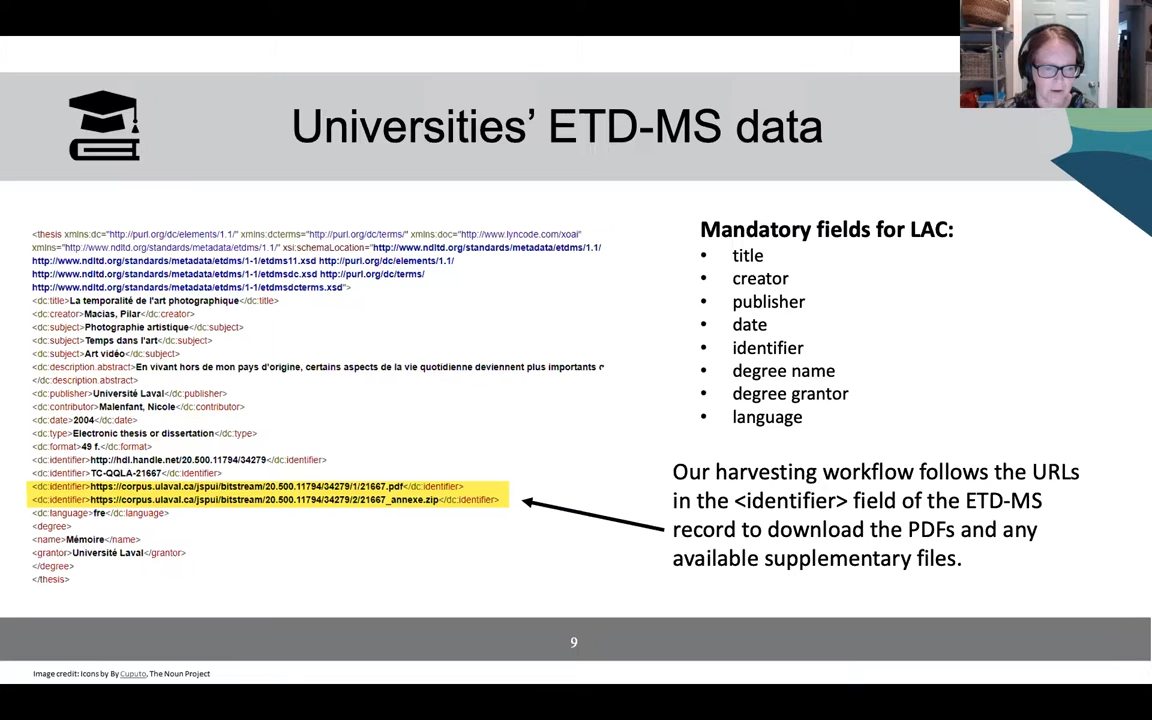 Universities’ ETD-MS data
<thesis xmlns:dc="http://purl.org/dc/elements/1.1/" xmlns:dcterms="http://purl.org/dc/terms/" xmlns:doc="http://www.lyncode.com/xoai"
xmlns="http://www.ndltd.org/standards/metadata/etdms/1.1/" xsi:schemaLocation="http://www.ndltd.org/standards/metadata/etdms/1.1/
http://www.ndltd.org/standards/metadata/etdms/1-1/etdms11.xsd http://purl.org/dc/elements/1.1/
http://www.ndltd.org/standards/metadata/etdms/1-1/etdmsdc.xsd http://purl.org/dc/terms/
http://www.ndltd.org/standards/metadata/etdms/1-1/etdmsdcterms.xsd">
<dc:title>La temporalité de l'art photographique</dc:title>
<dc:creator>Macias, Pilar</dc:creator>
<dc:subject>Photographie artistique</dc:subject>
<dc:subject>Temps dans l'art</dc:subject>
<dc:subject>Art vidéo</dc:subject>
<dc:description.abstract>En vivant hors de mon pays d'origine, certains aspects de la vie quotidienne deviennent plus importants
</dc:description.abstract>
<dc:publisher>Université Laval</dc:publisher>
<dc:contributor>Malenfant, Nicole</dc:contributor>
<dc:date>2004</dc:date>
<dc:type>Electronic thesis or dissertation</dc:type>
<dc:format>49 f.</dc:format>
<dc:identifier>http://hdl.handle.net/20.500.11794/34279</dc:identifier>
<dc:identifier>TC-QQLA-21667</dc:identifier>
<dc:identifier>https://corpus.ulaval.ca/jspui/bitstream/20.500.11794/34279/1/21667.pdf</dc:identifier>
<dc:identifier>https://corpus.ulaval.ca/jspui/bitstream/20.500.11794/34279/2/21667_annexe.zip</dc:identifier>
<dc:language>fre</dc:language>
<degree>
<name>Mémoire</name>
<grantor>Université Laval</grantor>
</degree>
</thesis>
Mandatory fields for LAC:
• title
• creator
• publisher
• date
• identifier
• degree name
• degree grantor
• language
Our harvesting workflow follows the URLs
in the <identifier> field of the ETD-MS
record to download the PDFs and any
available supplementary files.
9
Image credit: Icons by By Cuputo, The Noun Project